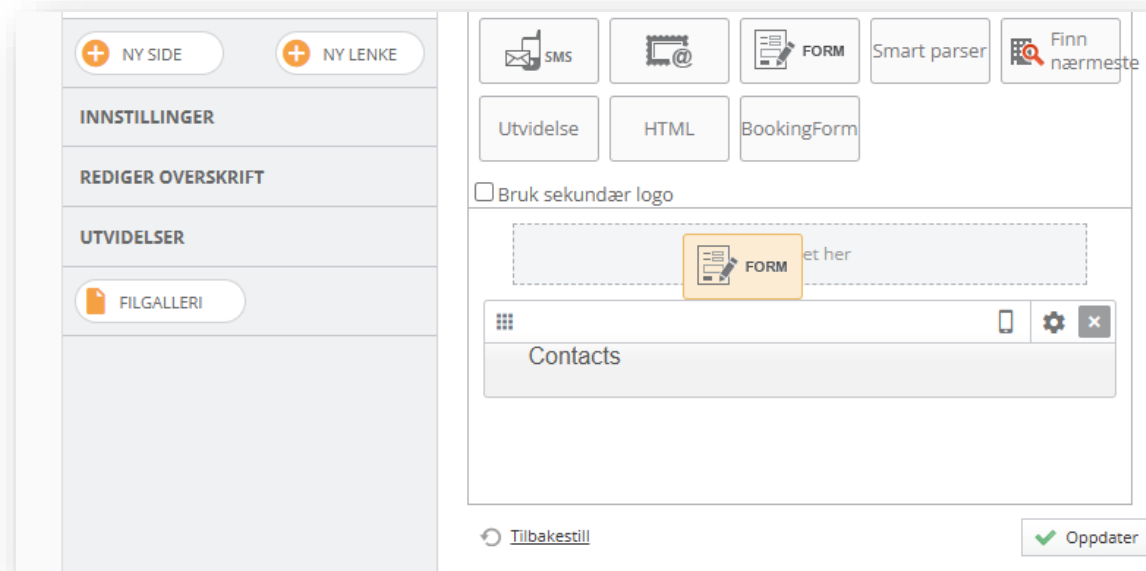 NY SIDE
NY LENKE
INNSTILLINGER
REDIGER OVERSKRIFT
UTVIDELSER
FILGALLERI
SMS
@
FORM
Smart parser
Finn
nærmeste
Utvidelse
HTML
BookingForm
Bruk sekundær logo
FORM
et her
Contacts
Tilbakestill
Oppdater